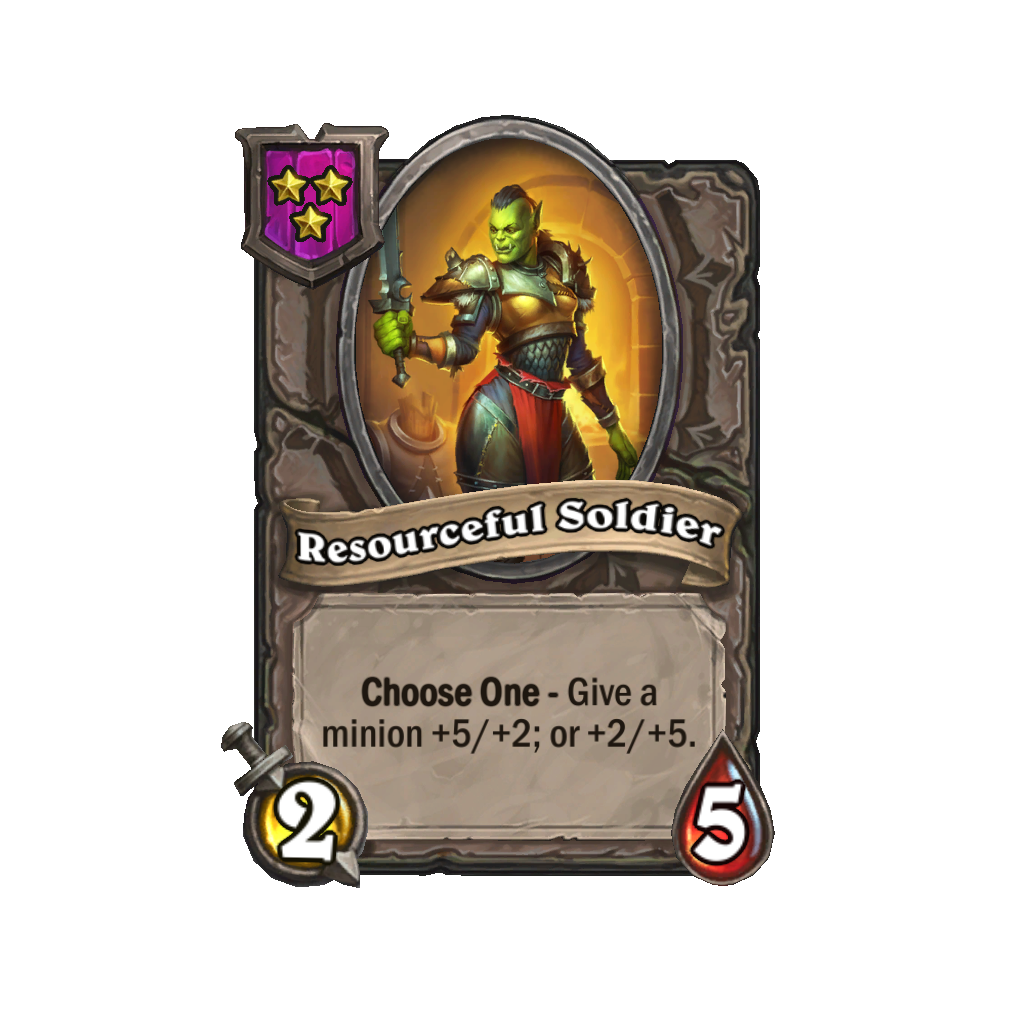 Resourceful Soldier
Choose One - Give a
minion +5/+2; or +2/+5.
2
5